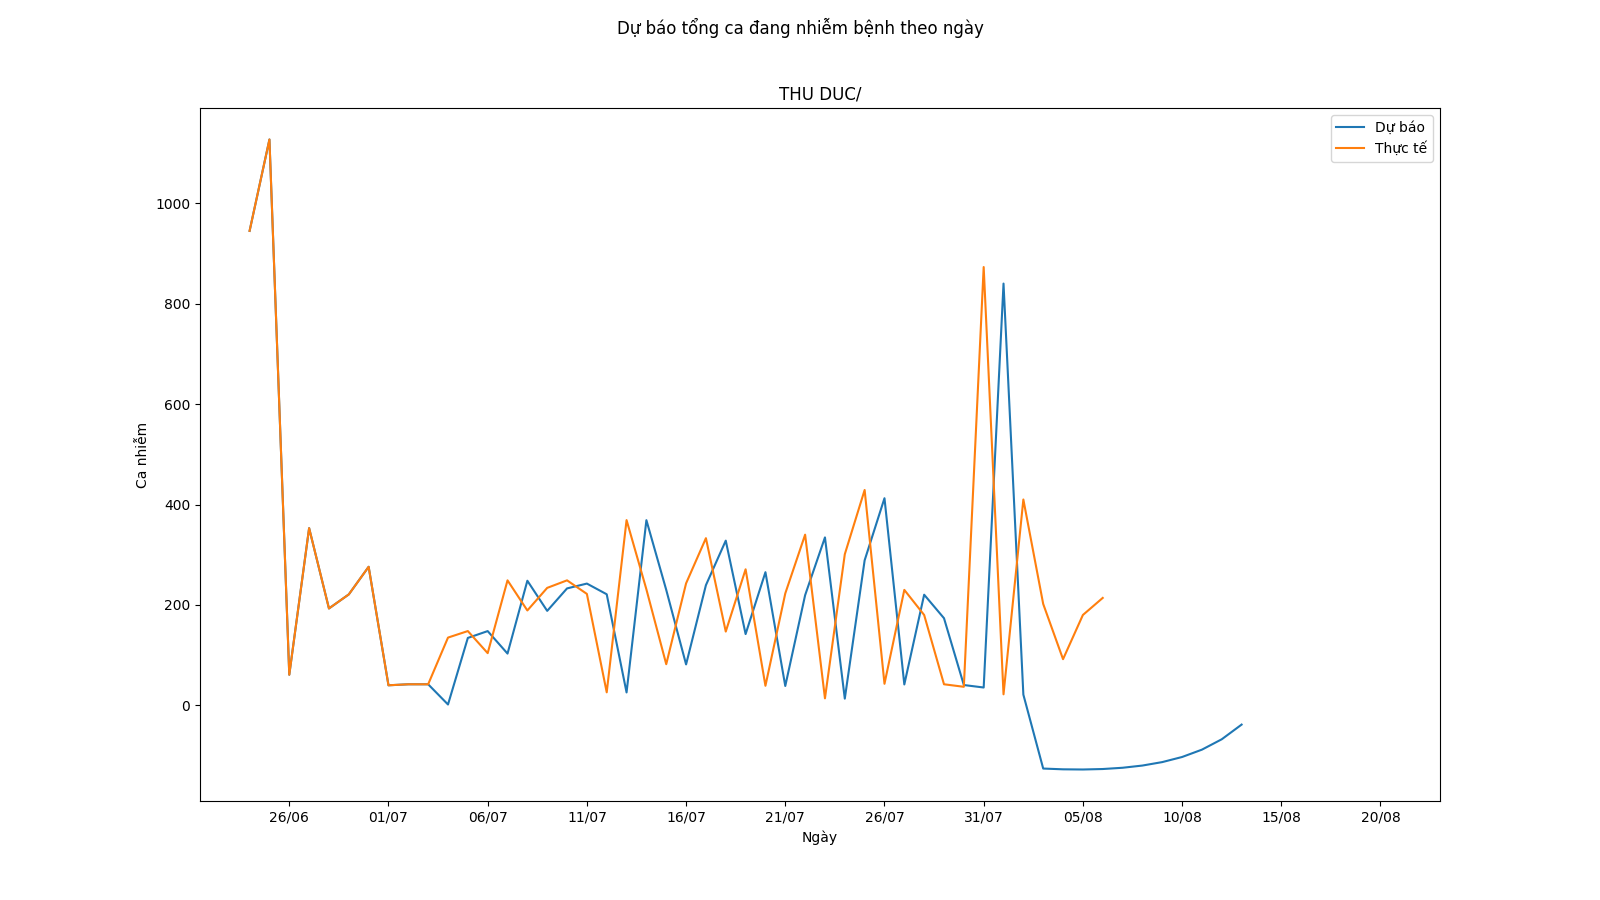 Dự báo tổng ca đang nhiễm bệnh theo ngày
THU DUC/
Dự báo
Thực tế
1000
800
600
400
200
0
Ca nhiễm
26/06 01/07 06/07 11/07 16/07 21/07 26/07 31/07 05/08 10/08 15/08 20/08
Ngày